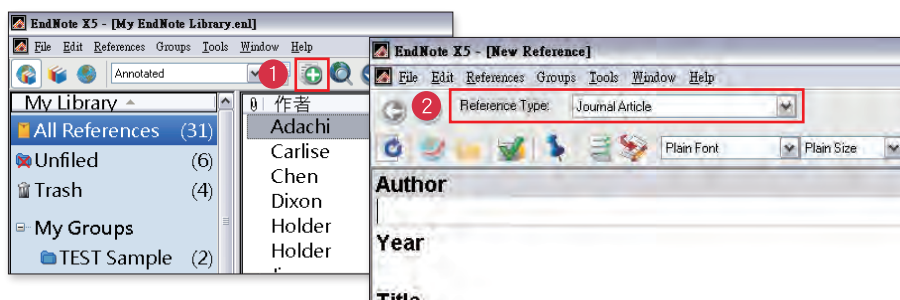 EndNote X5 - [My EndNote Library.enl]
File Edit References Groups Tools Window Help
Annotated
1
My Library
作者
All References (31)
Unfiled (6)
Trash (4)
My Groups
TEST Sample (2)
Adachi
Carlise
Chen
Dixon
Holder
Holder
EndNote X5 - [New Reference]
File Edit References Groups Tools Window Help
2
Reference Type: Journal Article
Plain Font Plain Size
Author
Year
Title